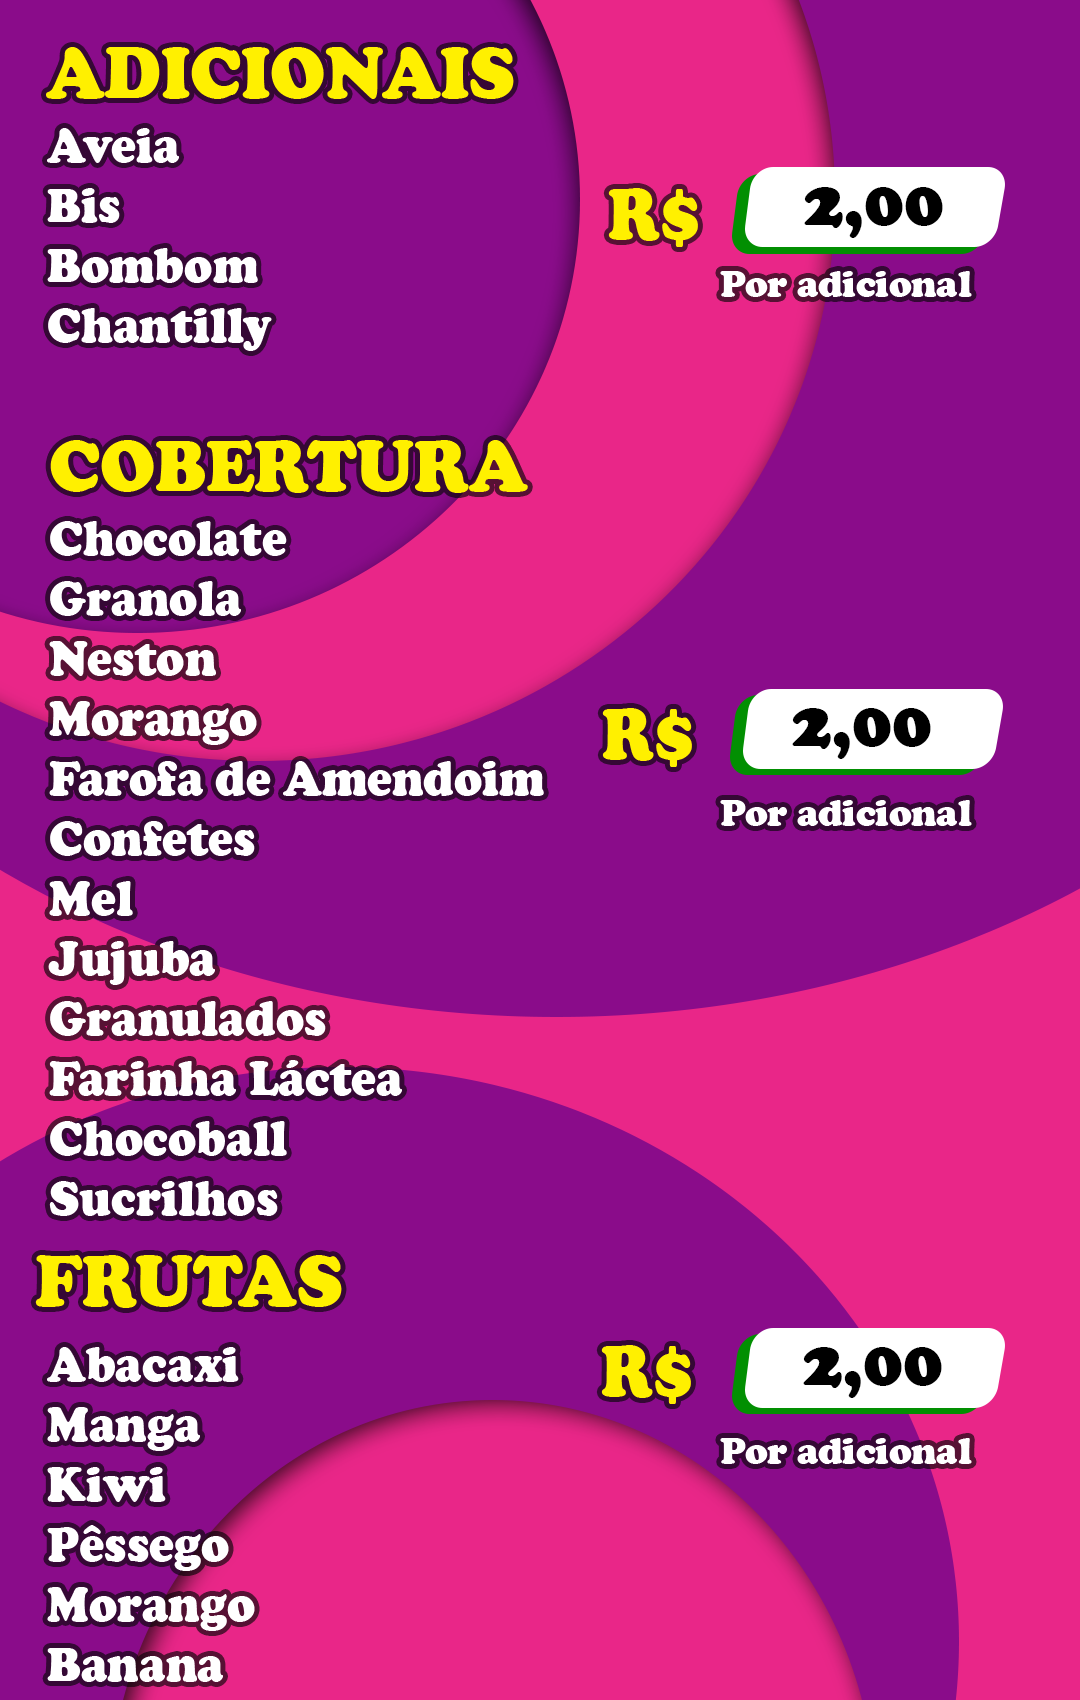 ADICIONAIS
Aveia
Bis
Bombom
Chantilly
R$ 2,00
Por adicional
COBERTURA
Chocolate
Granola
Neston
Morango
Farofa de Amendoim
Confetes
Mel
Jujuba
Granulados
Farinha Láctea
Chocoball
Sucrilhos
R$ 2,00
Por adicional
FRUTAS
Abacaxi
Manga
Kiwi
Pêssego
Morango
Banana
R$ 2,00
Por adicional